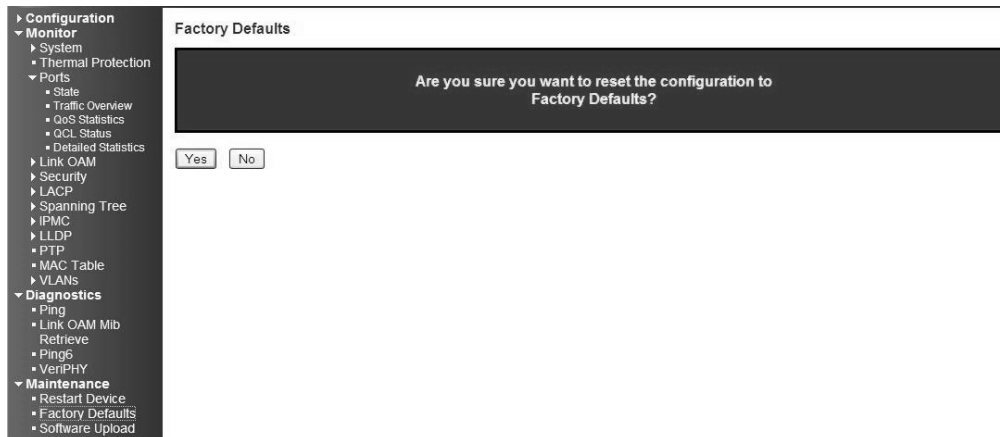 Configuration
Monitor
System
Thermal Protection
Ports
State
Traffic Overview
QoS Statistics
QCL Status
Detailed Statistics
Link OAM
Security
LACP
Spanning Tree
IPMC
LLDP
PTP
MAC Table
VLANs
Diagnostics
Ping
Link OAM Mib
Retrieve
Ping6
VeriPHY
Maintenance
Restart Device
Factory Defaults
Software Upload
Factory Defaults
Are you sure you want to reset the configuration to
Factory Defaults?
Yes No